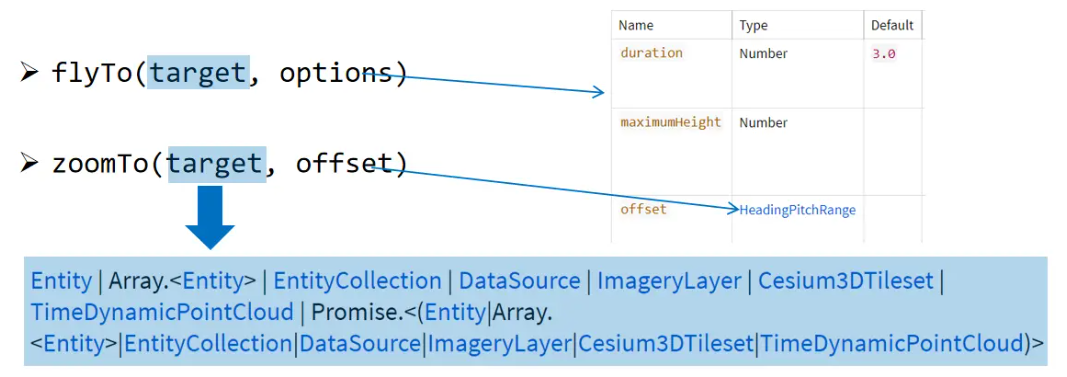 Name Type Default
➢ flyTo(target, options)
duration Number 3.0
maximumHeight Number
➢ zoomTo(target, offset)
offset HeadingPitchRange
Entity | Array.<Entity> | EntityCollection | DataSource | ImageryLayer | Cesium3DTileset |
TimeDynamicPointCloud | Promise.<(Entity|Array.
<Entity>|EntityCollection|DataSource|ImageryLayer|Cesium3DTileset|TimeDynamicPointCloud)>